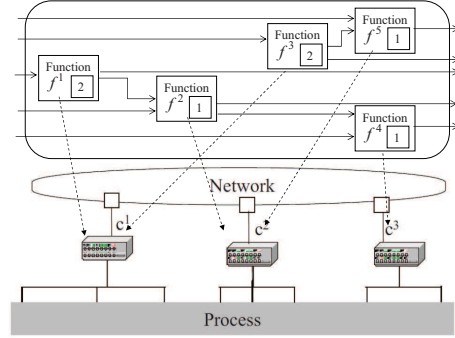 Function
f⁵ 1
Function
f³ 2
Function
f¹ 2
Function
f² 1
Function
f⁴ 1
Network
c¹
c²
c³
Process